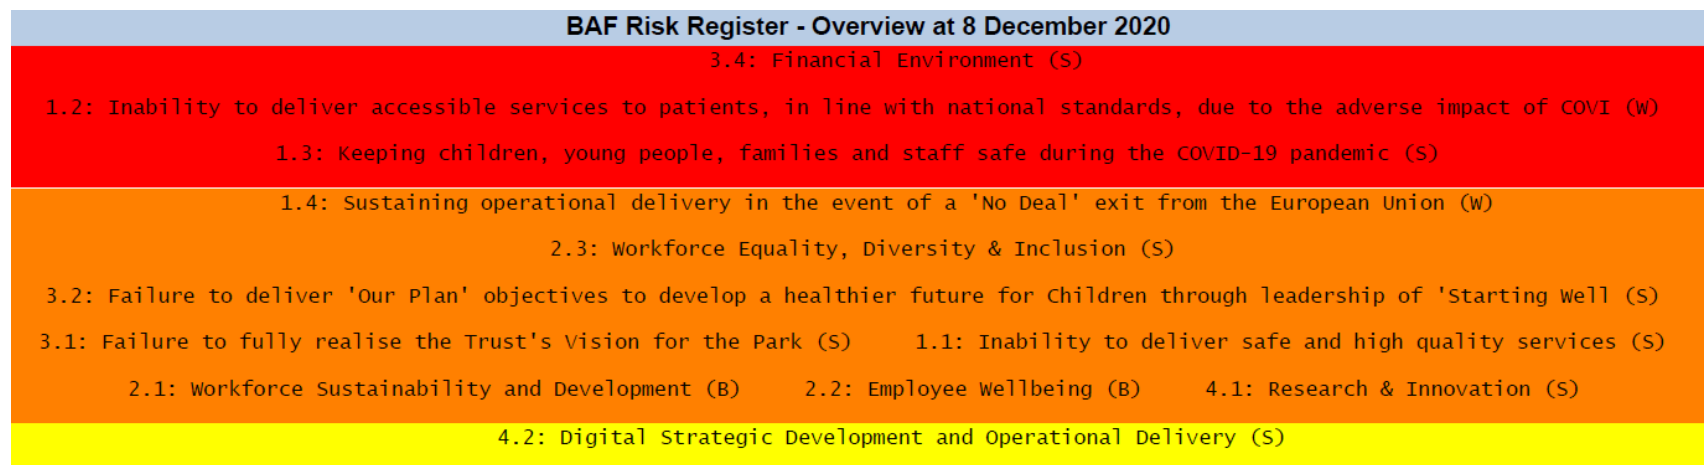 BAF Risk Register - Overview at 8 December 2020
3.4: Financial Environment (S)
1.2: Inability to deliver accessible services to patients, in line with national standards, due to the adverse impact of COVI (W)
1.3: Keeping children, young people, families and staff safe during the COVID-19 pandemic (S)
1.4: Sustaining operational delivery in the event of a 'No Deal' exit from the European Union (W)
2.3: Workforce Equality, Diversity & Inclusion (S)
3.2: Failure to deliver 'Our Plan' objectives to develop a healthier future for Children through leadership of 'Starting Well (S)
3.1: Failure to fully realise the Trust's Vision for the Park (S) 1.1: Inability to deliver safe and high quality services (S)
2.1: Workforce Sustainability and Development (B) 2.2: Employee Wellbeing (B) 4.1: Research & Innovation (S)
4.2: Digital Strategic Development and Operational Delivery (S)